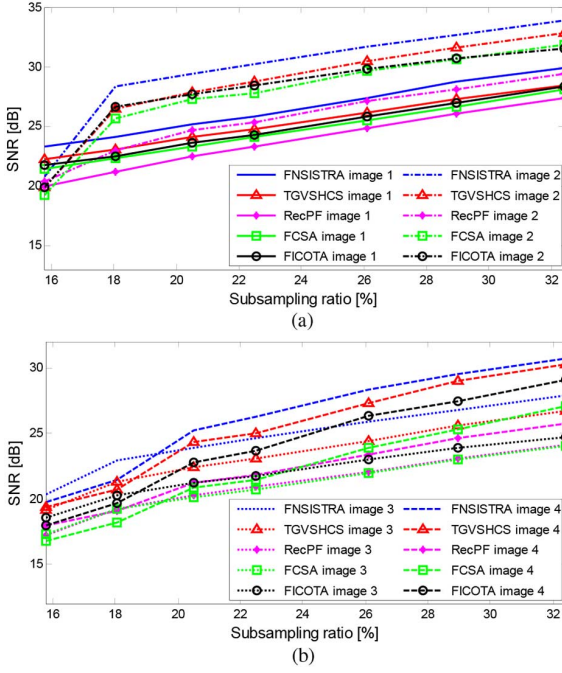 35
30
25
20
15
SNR [dB]
FNSISTRA image 1 FNSISTRA image 2
TGVSHCS image 1 TGVSHCS image 2
RecPF image 1 RecPF image 2
FCSA image 1 FCSA image 2
FICOTA image 1 FICOTA image 2
16 18 20 22 24 26 28 30 32
Subsampling ratio [%]
(a)
30
25
20
15
SNR [dB]
FNSISTRA image 3 FNSISTRA image 4
TGVSHCS image 3 TGVSHCS image 4
RecPF image 3 RecPF image 4
FCSA image 3 FCSA image 4
FICOTA image 3 FICOTA image 4
16 18 20 22 24 26 28 30 32
Subsampling ratio [%]
(b)